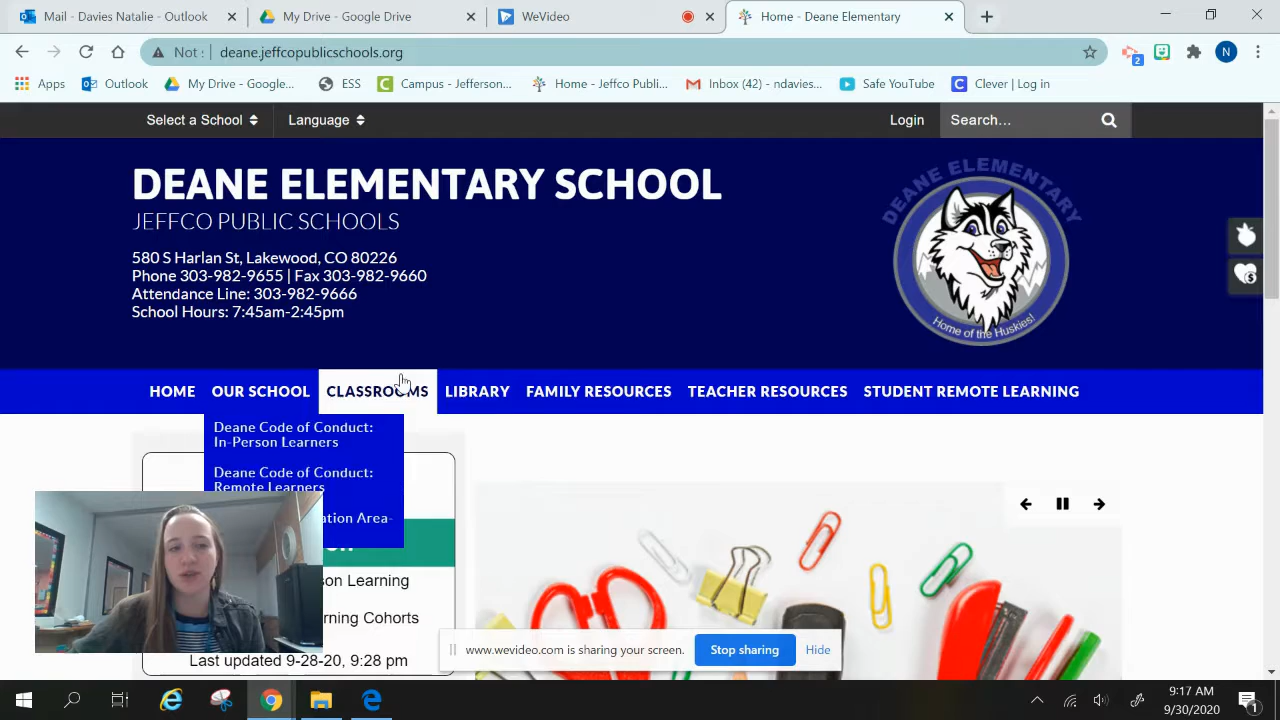 Mail - Davies Natalie - Outlook
My Drive - Google Drive
WeVideo
Home - Deane Elementary
Not :
deane.jeffcopublicschools.org
2
N
Apps
Outlook
My Drive - Google...
ESS
Campus - Jefferson...
Home - Jeffco Publi...
Inbox (42) - ndavies...
Safe YouTube
Clever | Log in
Select a School
Language
Login
Search...
DEANE ELEMENTARY SCHOOL
JEFFCO PUBLIC SCHOOLS
580 S Harlan St, Lakewood, CO 80226
Phone 303-982-9655 | Fax 303-982-9660
Attendance Line: 303-982-9666
School Hours: 7:45am-2:45pm
DEANE ELEMENTARY
Home of the Huskies!
HOME
OUR SCHOOL
CLASSROOMS
LIBRARY
FAMILY RESOURCES
TEACHER RESOURCES
STUDENT REMOTE LEARNING
Deane Code of Conduct:
In-Person Learners
Deane Code of Conduct:
Remote Learners
ation Area-
son Learning
rning Cohorts
Last updated 9-28-20, 9:28 pm
www.wevideo.com is sharing your screen.
Stop sharing
Hide
9:17 AM
9/30/2020
1